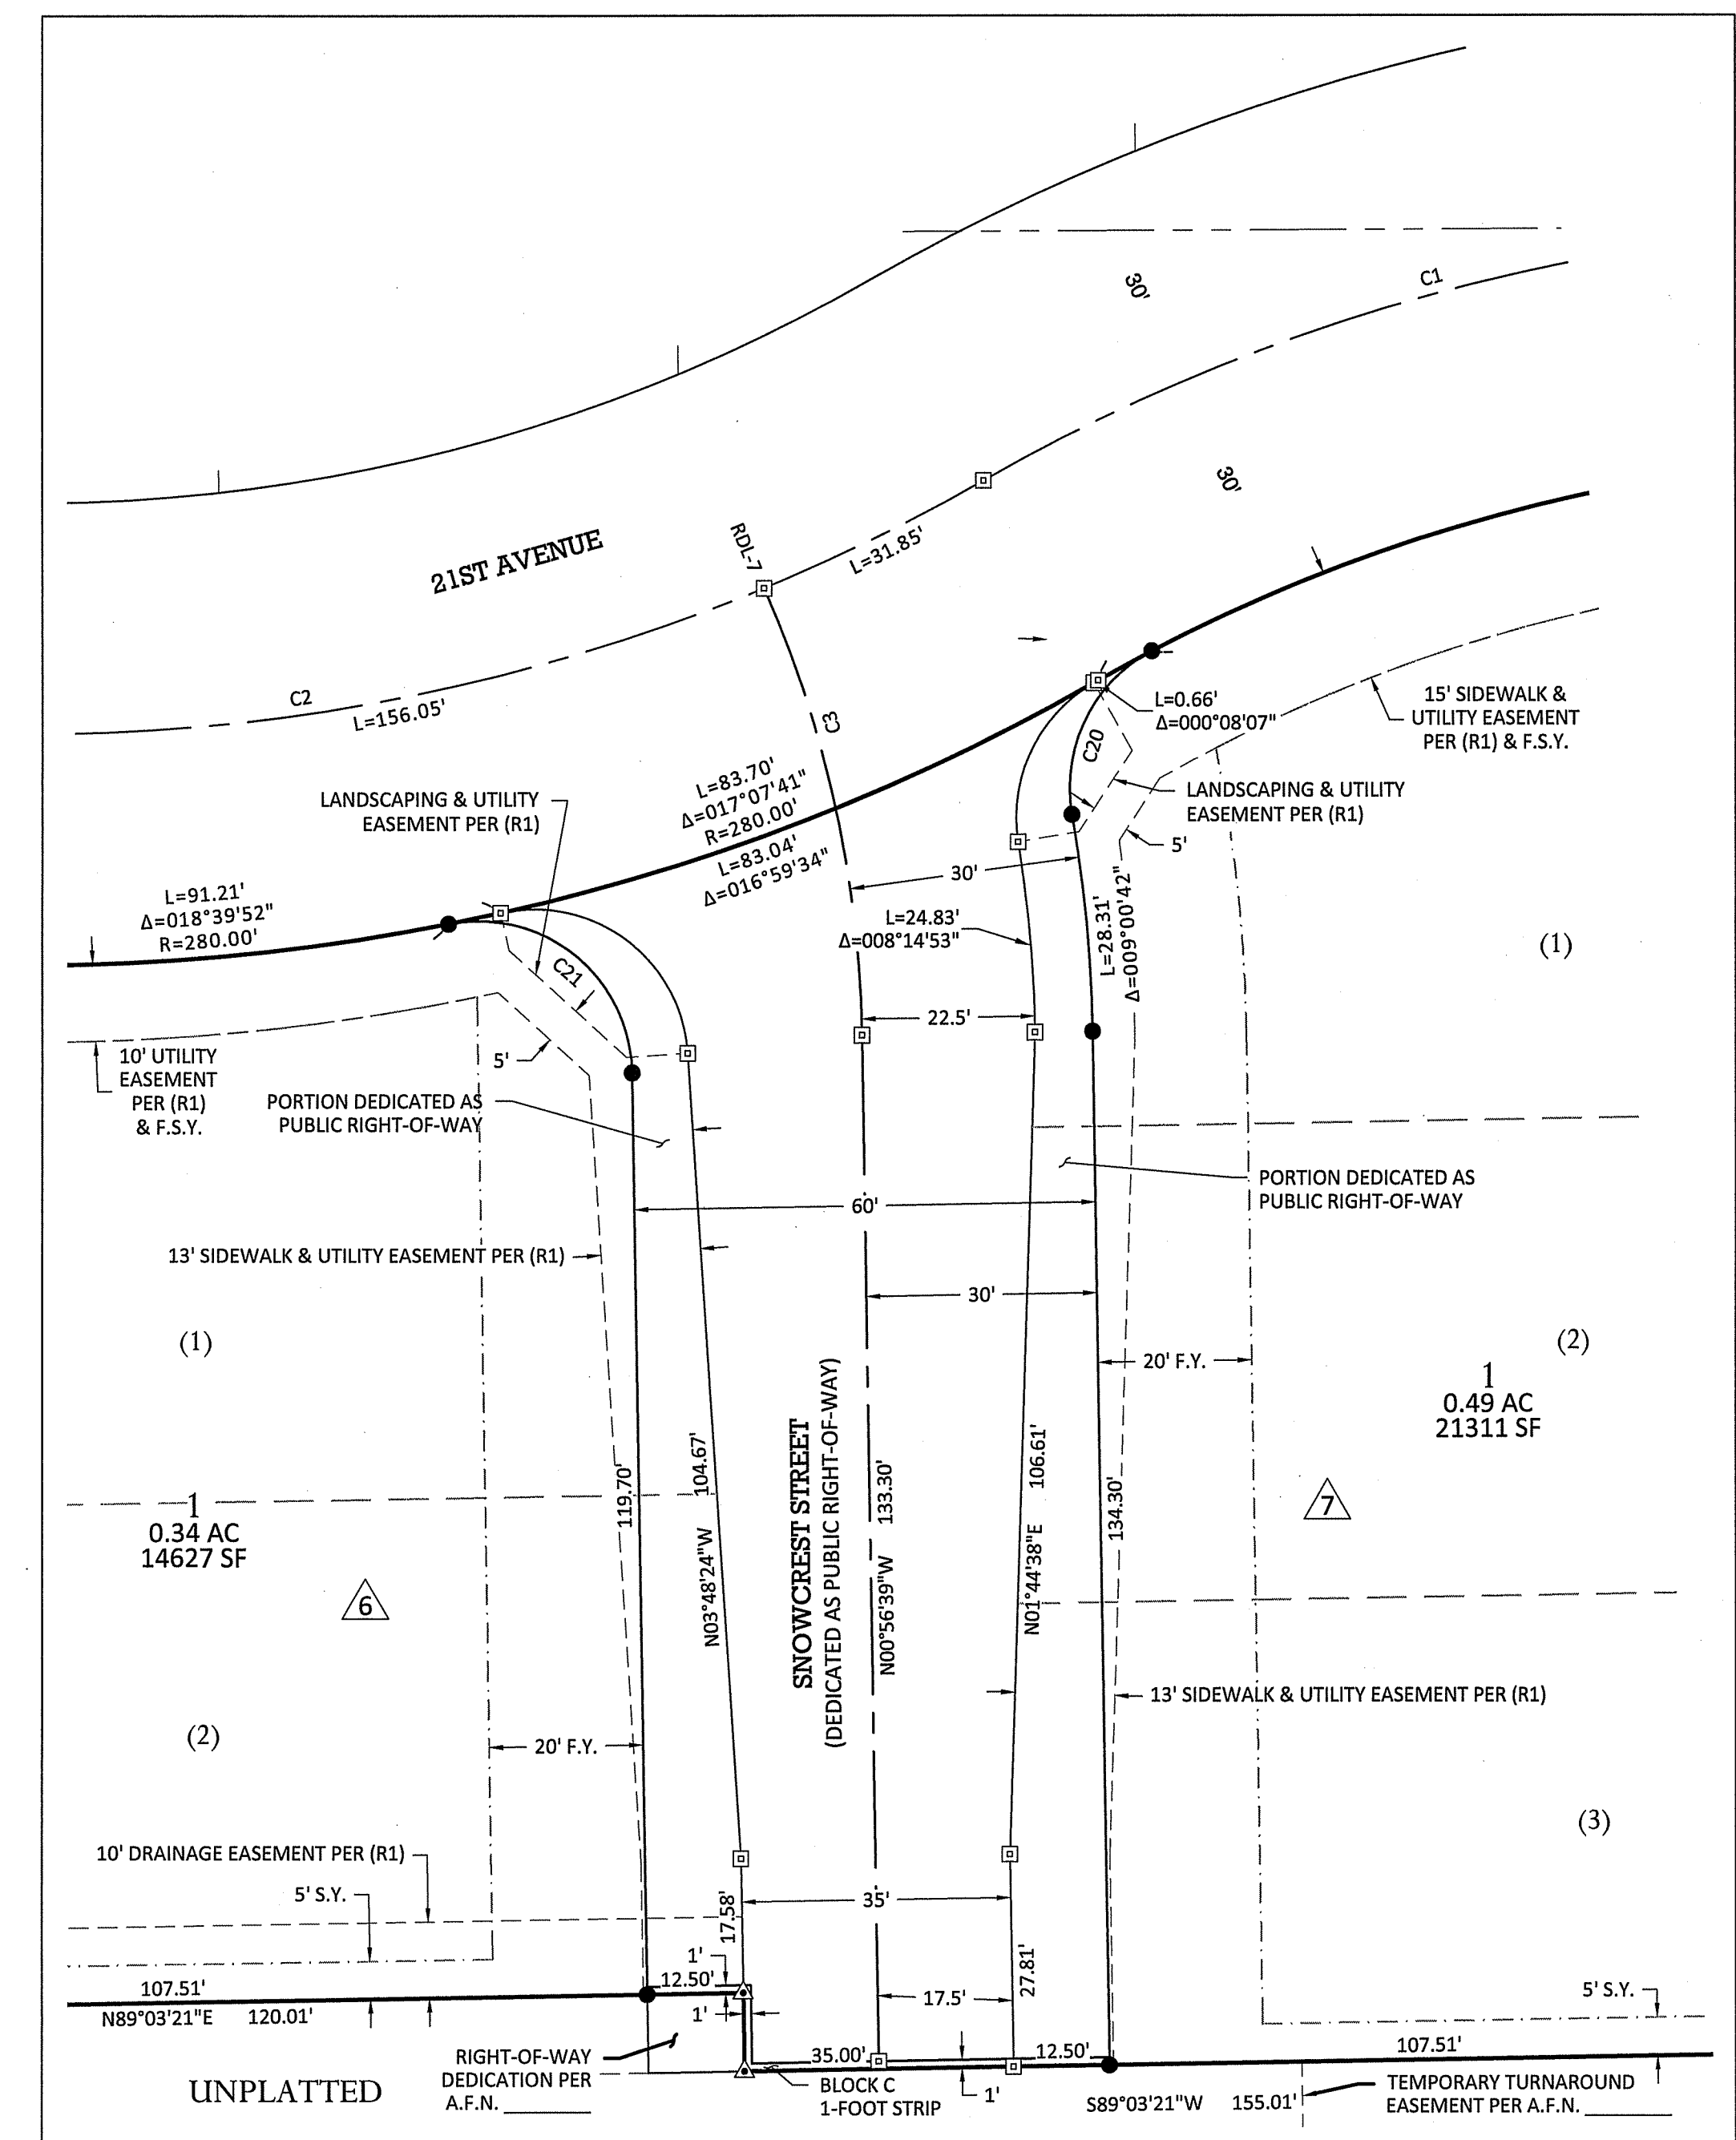 30'
C1
30'
21ST AVENUE
RDL-7
L=31.85'
C2
L=156.05'
C3
L=0.66'
Δ=000°08'07"
15' SIDEWALK &
UTILITY EASEMENT
PER (R1) & F.S.Y.
C20
LANDSCAPING & UTILITY
EASEMENT PER (R1)
L=83.70'
Δ=017°07'41"
R=280.00'
L=83.04'
Δ=016°59'34"
LANDSCAPING & UTILITY
EASEMENT PER (R1)
5'
30'
L=91.21'
Δ=018°39'52"
R=280.00'
L=24.83'
Δ=008°14'53"
L=28.31'
Δ=009°00'42"
(1)
C21
22.5'
10' UTILITY
EASEMENT
PER (R1)
& F.S.Y.
5'
PORTION DEDICATED AS
PUBLIC RIGHT-OF-WAY
PORTION DEDICATED AS
PUBLIC RIGHT-OF-WAY
60'
13' SIDEWALK & UTILITY EASEMENT PER (R1)
30'
(1)
(2)
20' F.Y.
1
0.49 AC
21311 SF
119.70'
N03°48'24"W 104.67'
SNOWCREST STREET
(DEDICATED AS PUBLIC RIGHT-OF-WAY)
N00°56'39"W 133.30'
N01°44'38"E 106.61'
134.30'
7
1
0.34 AC
14627 SF
6
13' SIDEWALK & UTILITY EASEMENT PER (R1)
(2)
20' F.Y.
(3)
10' DRAINAGE EASEMENT PER (R1)
5' S.Y.
17.58'
35'
27.81'
1'
12.50'
107.51'
N89°03'21"E 120.01'
1'
17.5'
5' S.Y.
RIGHT-OF-WAY
DEDICATION PER
A.F.N.
35.00'
12.50'
107.51'
UNPLATTED
BLOCK C
1-FOOT STRIP
1'
S89°03'21"W 155.01'
TEMPORARY TURNAROUND
EASEMENT PER A.F.N.